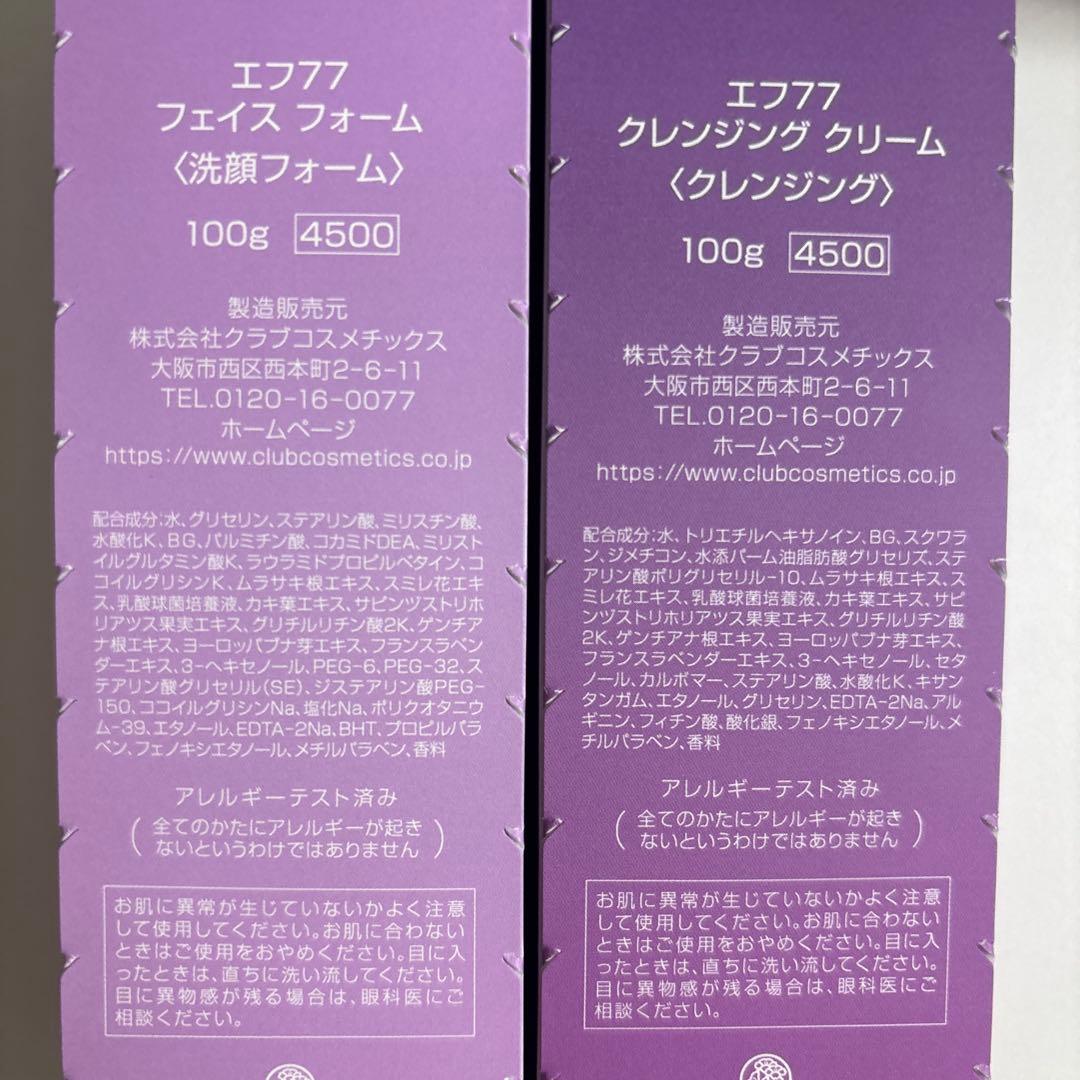 エフ77
フェイス フォーム
〈洗顔フォーム〉
100g 4500
製造販売元
株式会社クラブコスメチックス
大阪市西区西本町2-6-11
TEL.0120-16-0077
ホームページ
https://www.clubcosmetics.co.jp
配合成分:水、グリセリン、ステアリン酸、ミリスチン酸、
水酸化K、BG、パルミチン酸、コカミドDEA、ミリスト
イルグルタミン酸K、ラウラミドプロピルベタイン、コ
コイルグリシンK、ムラサキ根エキス、スミレ花エキ
ス、乳酸球菌培養液、カキ葉エキス、サピンヅストリホ
リアツス果実エキス、グリチルリチン酸2K、ゲンチア
ナ根エキス、ヨーロッパブナ芽エキス、フランスラベン
ダーエキス、3-ヘキセノール、PEG-6、PEG-32、ス
テアリン酸グリセリル(SE)、ジステアリン酸PEG-
150、ココイルグリシンNa、塩化Na、ポリクオタニウ
ム-39、エタノール、EDTA-2Na、BHT、プロピルパラ
ベン、フェノキシエタノール、メチルパラベン、香料
アレルギーテスト済み
(全てのかたにアレルギーが起き
ないというわけではありません)
お肌に異常が生じていないかよく注意
して使用してください。お肌に合わない
ときはご使用をおやめください。目に入
ったときは、直ちに洗い流してください。
目に異物感が残る場合は、眼科医にご
相談ください。
エフ77
クレンジング クリーム
〈クレンジング〉
100g 4500
製造販売元
株式会社クラブコスメチックス
大阪市西区西本町2-6-11
TEL.0120-16-0077
ホームページ
https://www.clubcosmetics.co.jp
配合成分:水、トリエチルヘキサノイン、BG、スクワラ
ン、ジメチコン、水添パーム油脂肪酸グリセリズ、ステ
アリン酸ポリグリセリル-10、ムラサキ根エキス、ス
ミレ花エキス、乳酸球菌培養液、カキ葉エキス、サピ
ンヅストリホリアツス果実エキス、グリチルリチン酸
2K、ゲンチアナ根エキス、ヨーロッパブナ芽エキス、
フランスラベンダーエキス、3-ヘキセノール、セタ
ノール、カルボマー、ステアリン酸、水酸化K、キサン
タンガム、エタノール、グリセリン、EDTA-2Na、アル
ギニン、フィチン酸、酸化銀、フェノキシエタノール、メ
チルパラベン、香料
アレルギーテスト済み
(全てのかたにアレルギーが起き
ないというわけではありません)
お肌に異常が生じていないかよく注意
して使用してください。お肌に合わない
ときはご使用をおやめください。目に入
ったときは、直ちに洗い流してください。
目に異物感が残る場合は、眼科医にご
相談ください。